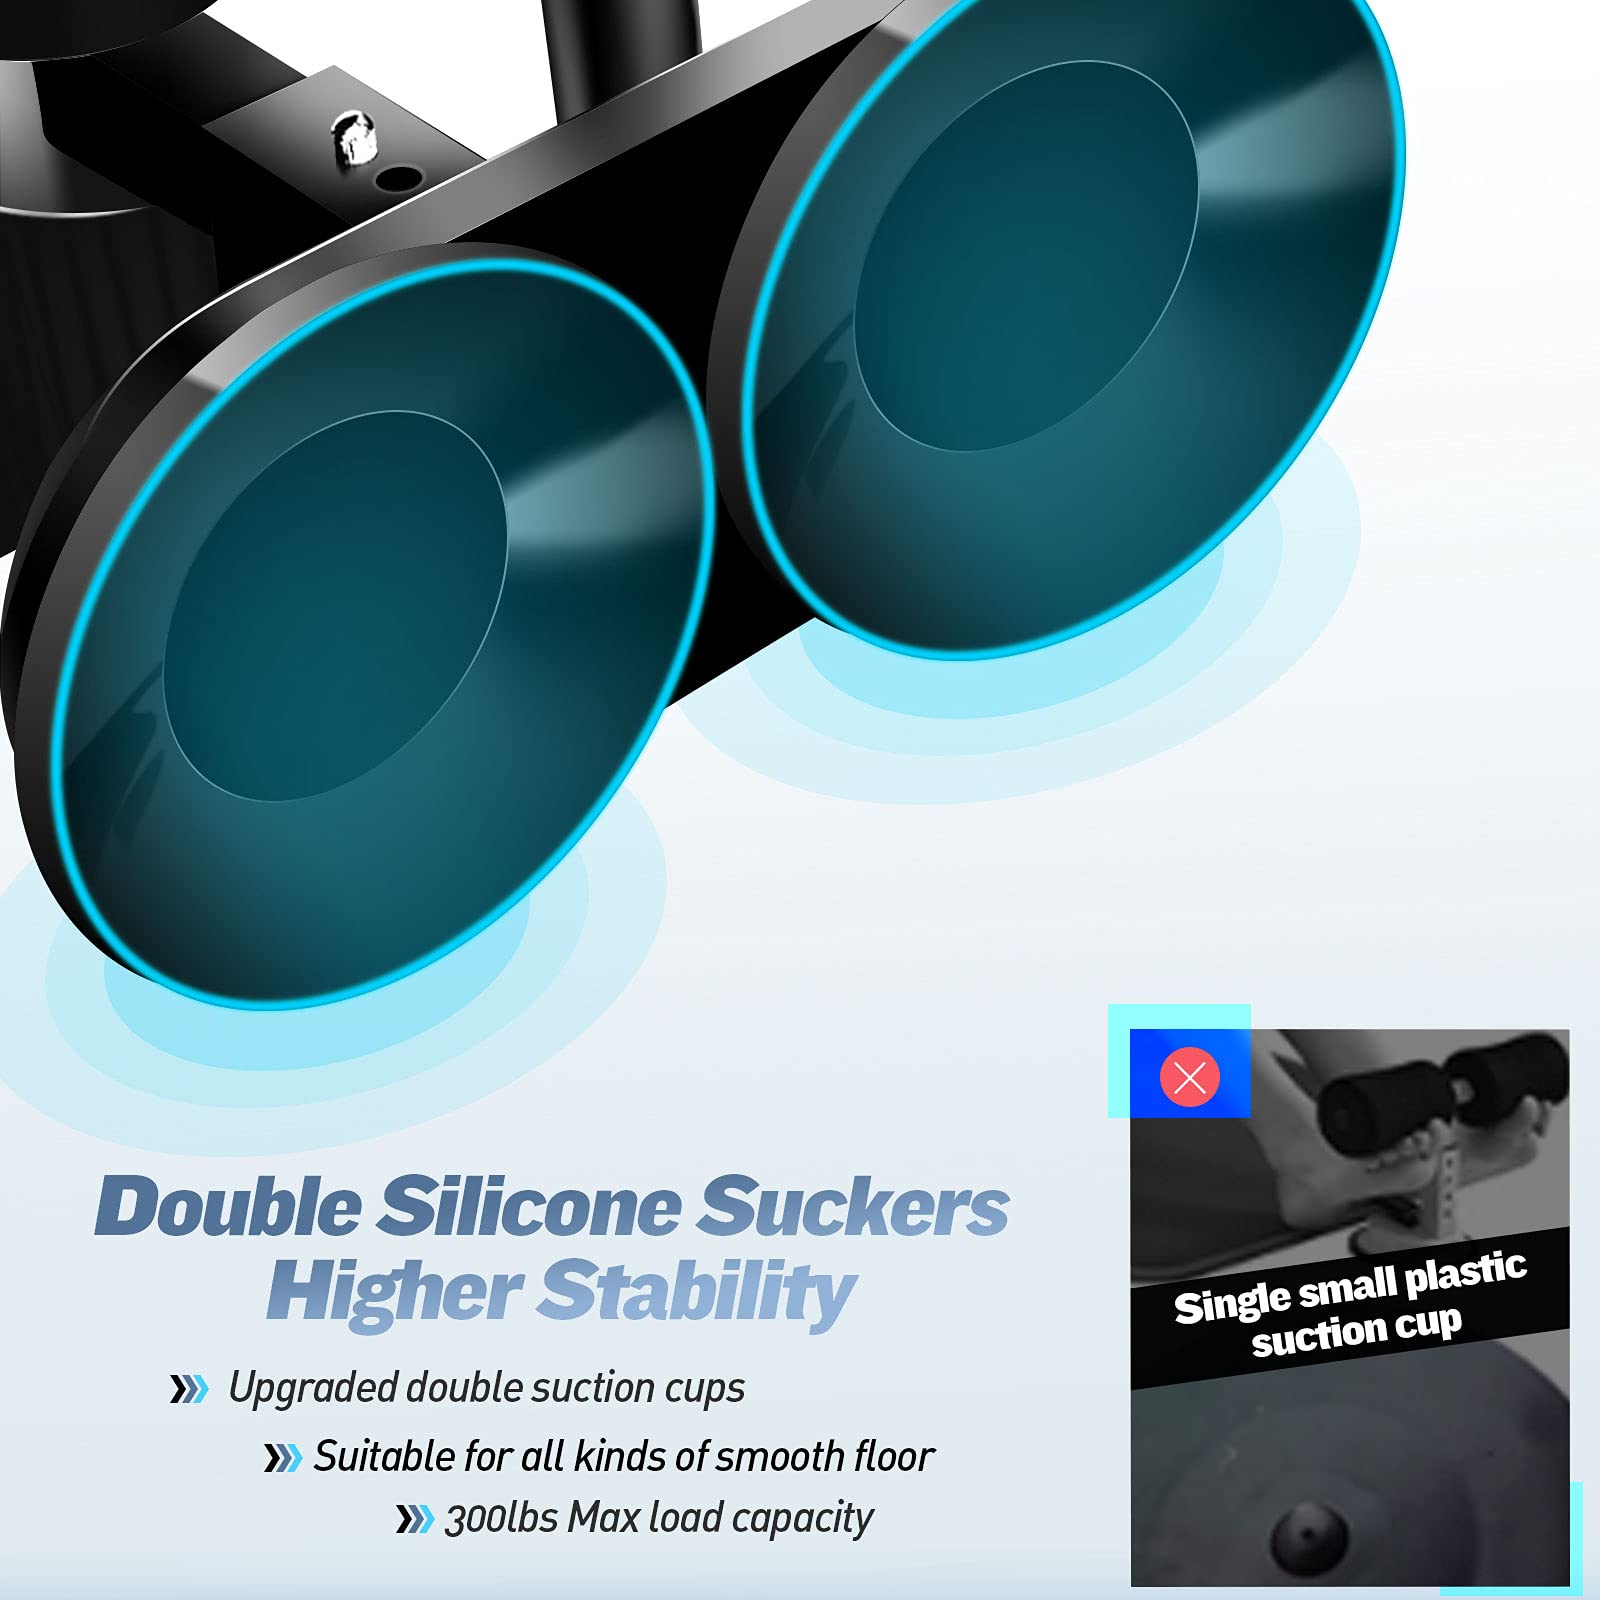 Double Silicone Suckers
Higher Stability
Upgraded double suction cups
Suitable for all kinds of smooth floor
300lbs Max load capacity
Single small plastic
suction cup